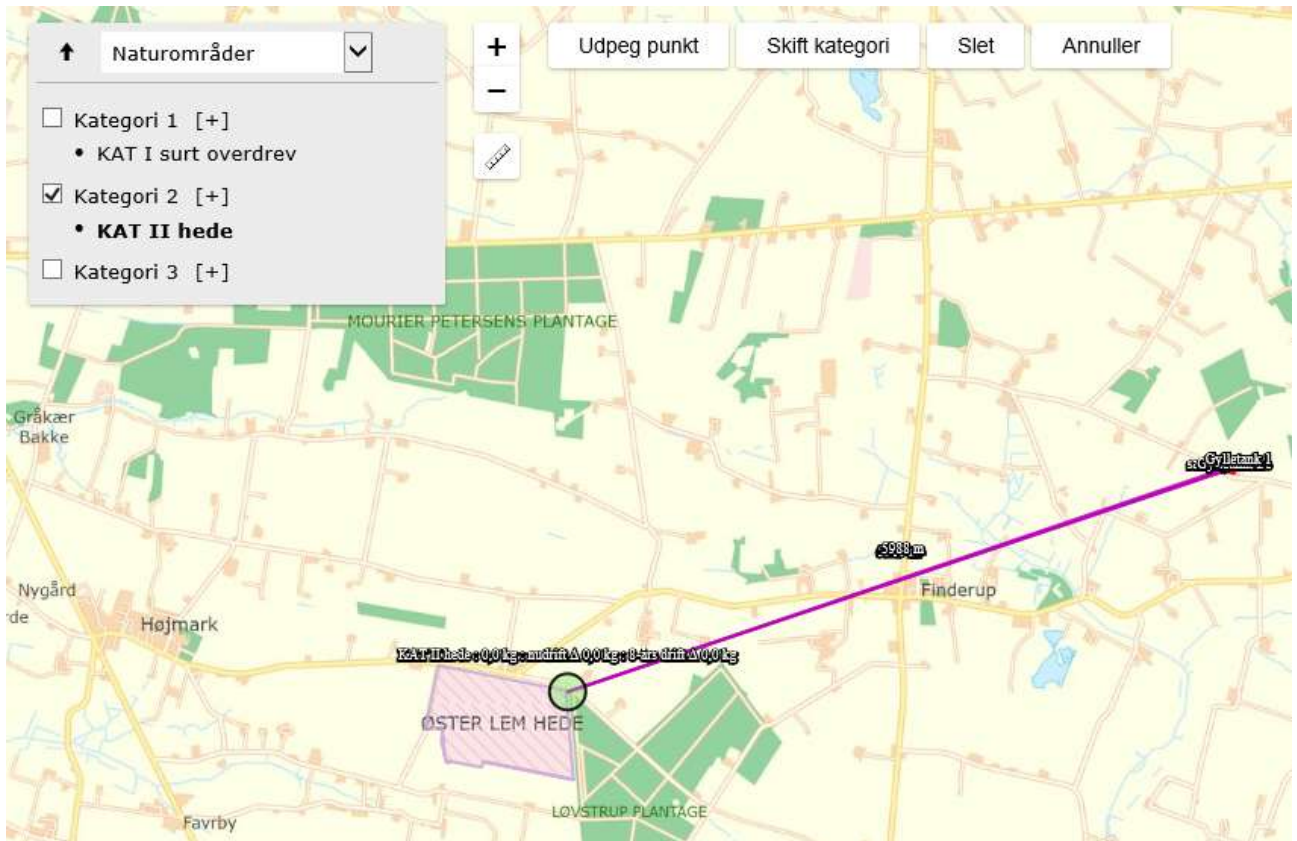 Naturområder
Kategori 1 [+]
• KAT I surt overdrev
Kategori 2 [+]
• KAT II hede
Kategori 3 [+]
+
−
Udpeg punkt
Skift kategori
Slet
Annuller
MOURIER PETERSENS PLANTAGE
Gråkær
Bakke
Gylletank 1
5988 m
Nygård
Finderup
rde
Højmark
KAT II hede : 0,0 kg : nudrift Δ 0,0 kg : 8-års drift Δ 0,0 kg
ØSTER LEM HEDE
LØVSTRUP PLANTAGE
Favrby